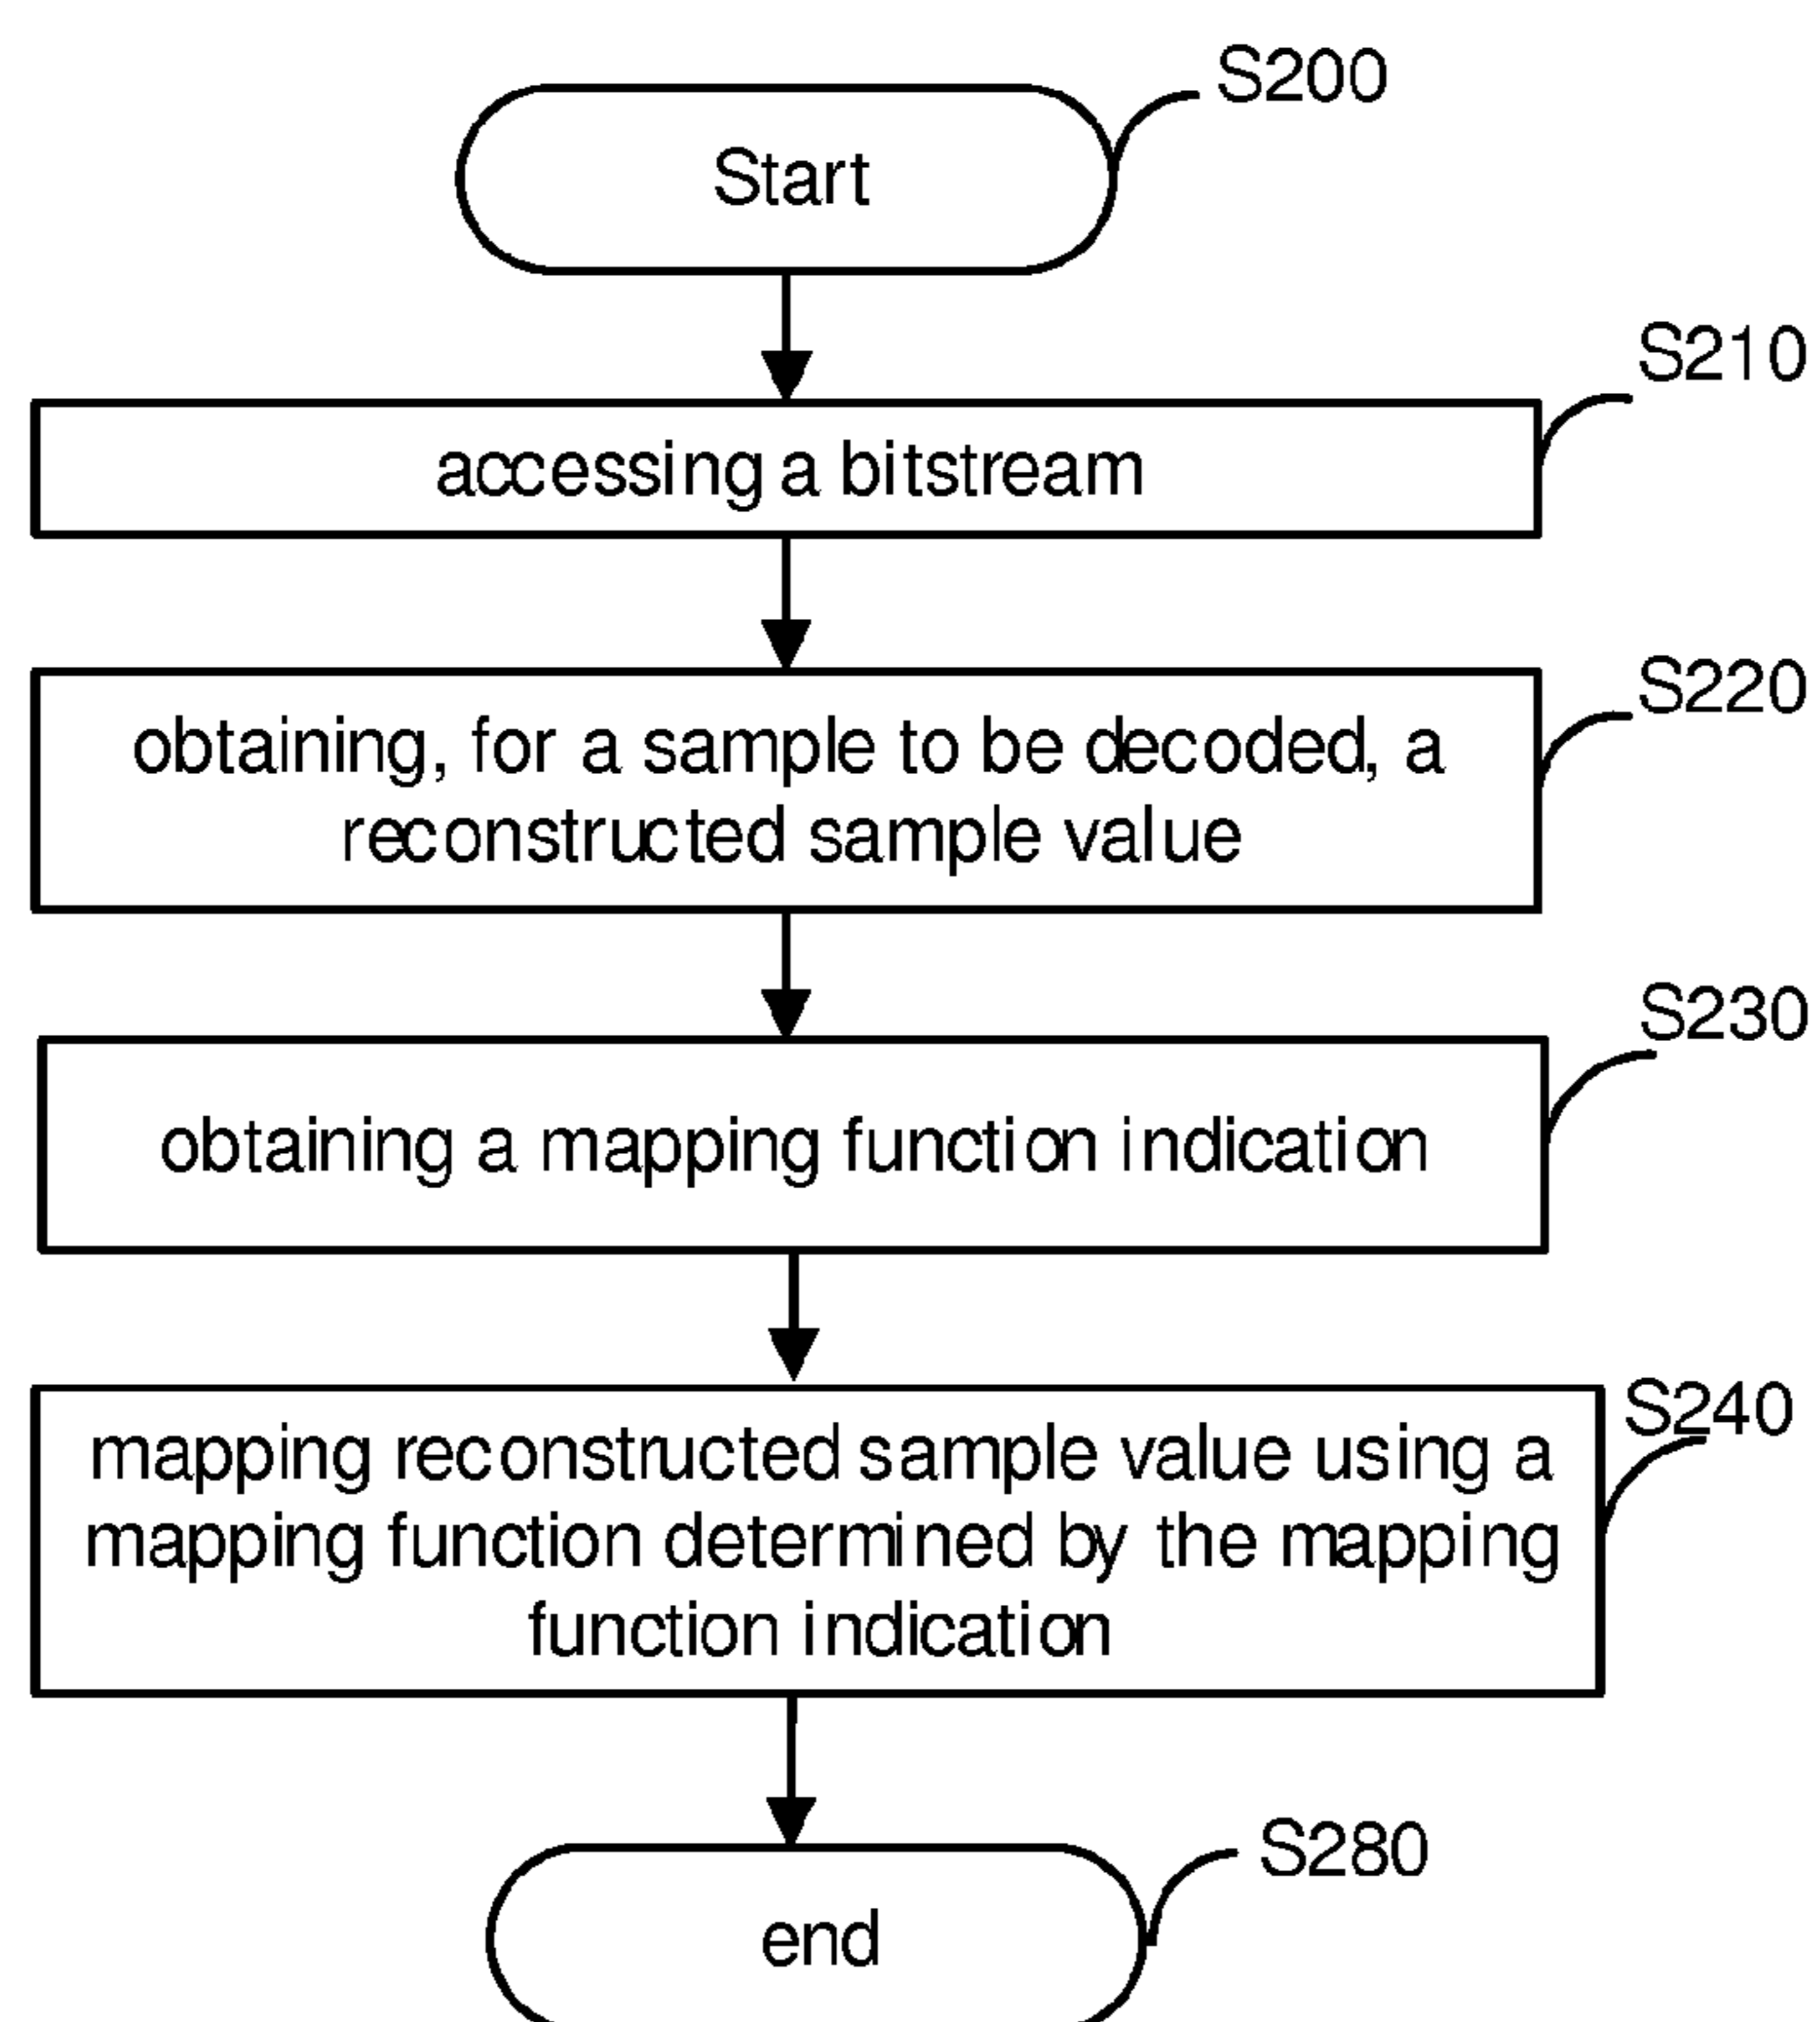 S200
Start
S210
accessing a bitstream
S220
obtaining, for a sample to be decoded, a
reconstructed sample value
S230
obtaining a mapping function indication
S240
mapping reconstructed sample value using a
mapping function determined by the mapping
function indication
S280
end